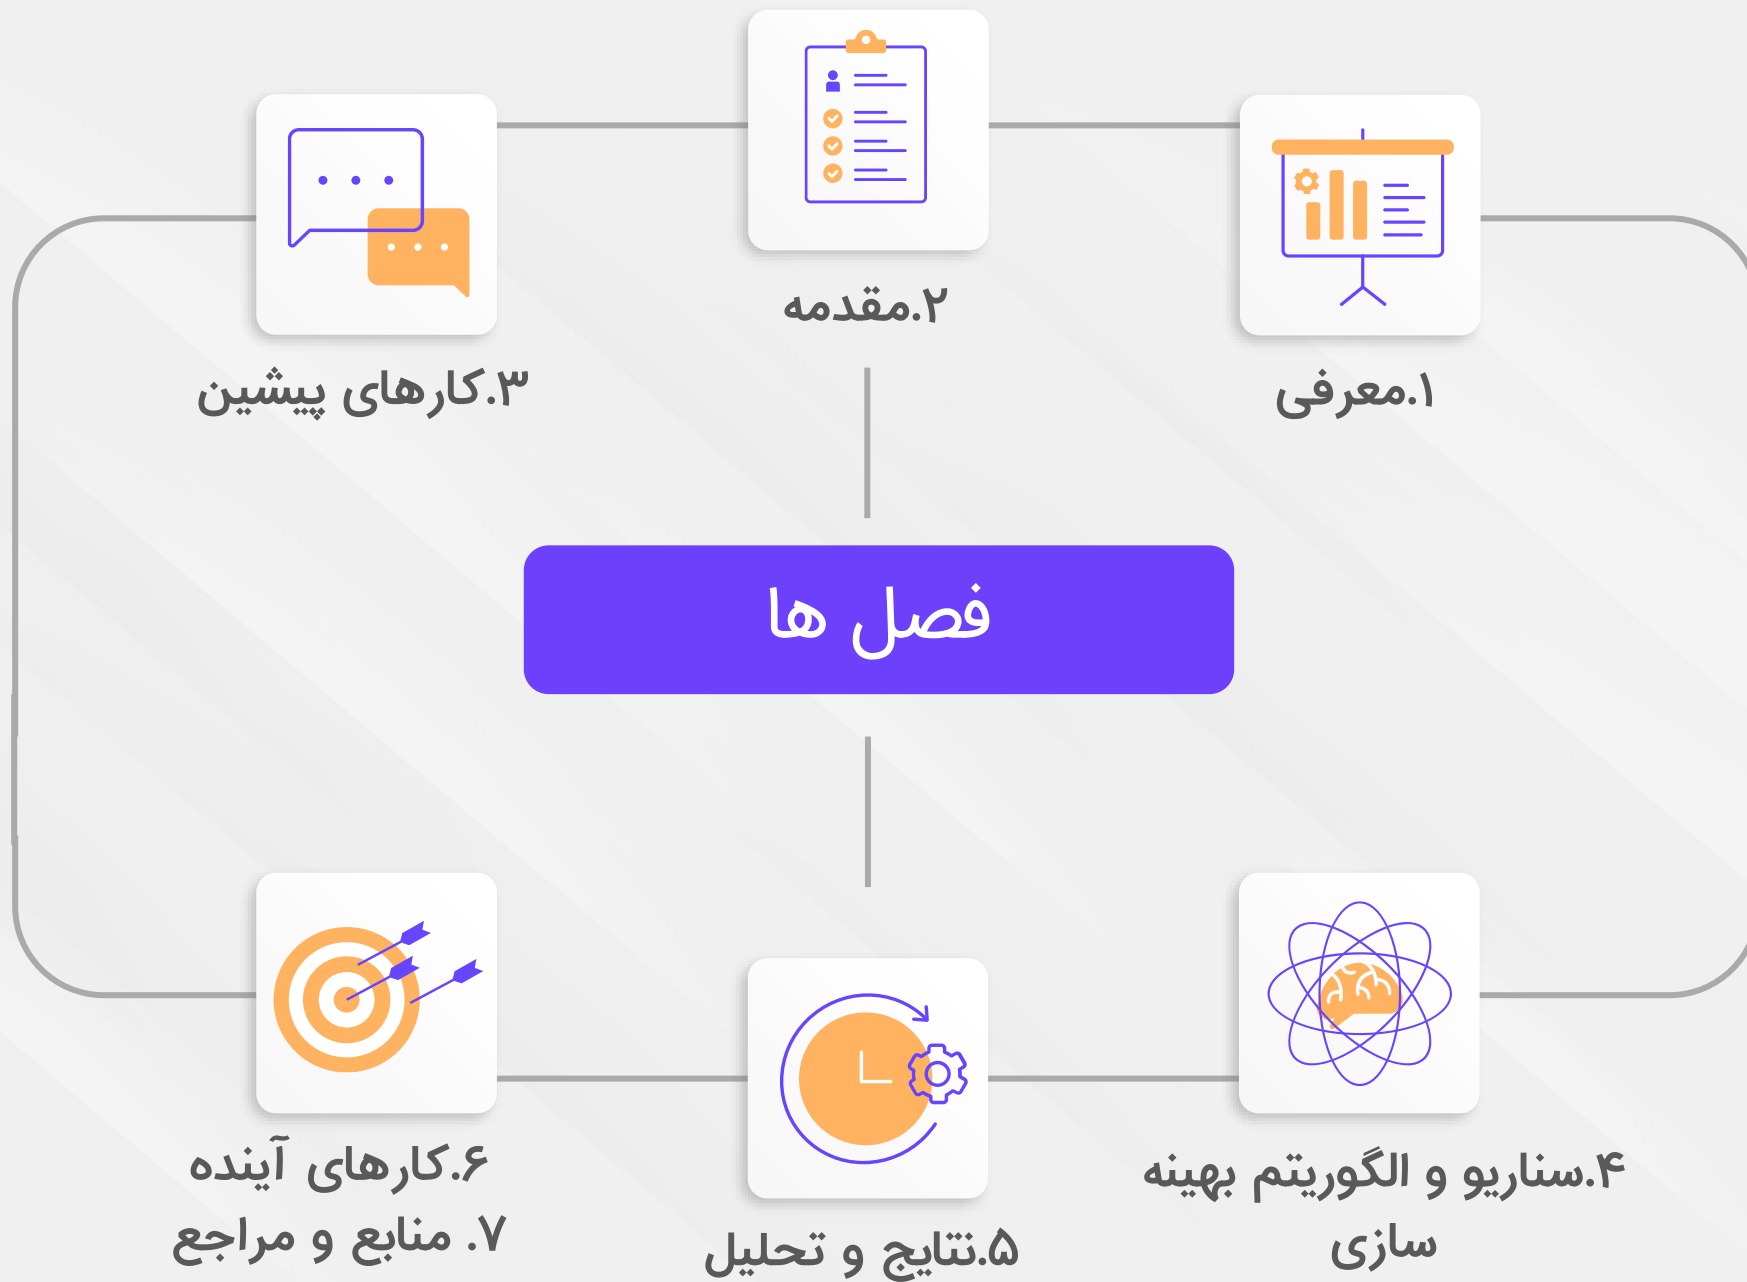 ۱.معرفی
۲.مقدمه
۳.کارهای پیشین
فصل ها
۴.سناریو و الگوریتم بهینه
سازی
۵.نتایج و تحلیل
۶.کارهای آینده
۷. منابع و مراجع